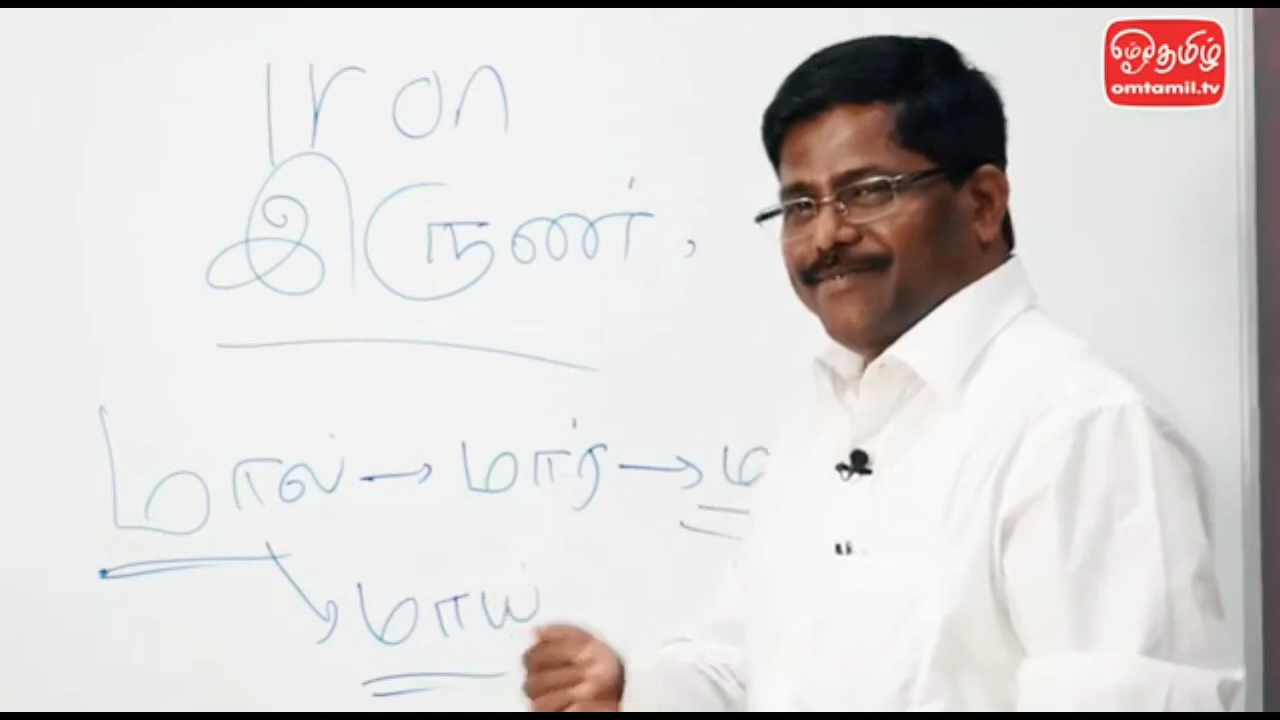 ஓம்தமிழ்
omtamil.tv
Iron
இருண்,
மால் → மார் → ம
மாய்